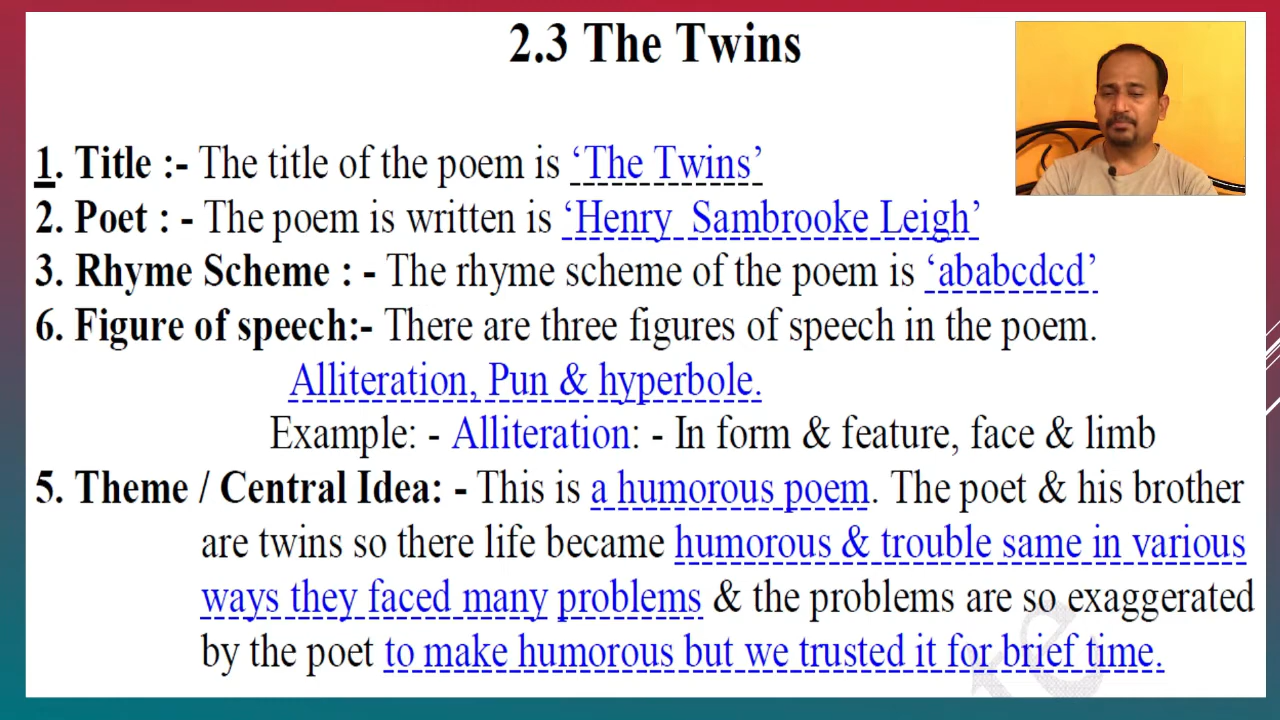 2.3 The Twins
1. Title :- The title of the poem is ‘The Twins’
2. Poet : - The poem is written is ‘Henry Sambrooke Leigh’
3. Rhyme Scheme : - The rhyme scheme of the poem is ‘ababcdcd’
6. Figure of speech:- There are three figures of speech in the poem.
Alliteration, Pun & hyperbole.
Example: - Alliteration: - In form & feature, face & limb
5. Theme / Central Idea: - This is a humorous poem. The poet & his brother
are twins so there life became humorous & trouble same in various
ways they faced many problems & the problems are so exaggerated
by the poet to make humorous but we trusted it for brief time.